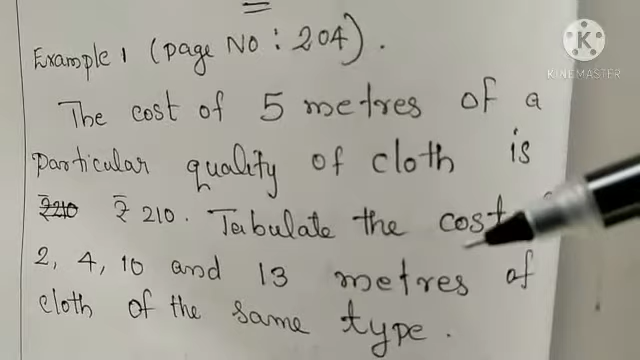 Example 1 (page No : 204).
The cost of 5 metres of a
particular quality of cloth is
₹210 ₹ 210. Tabulate the cost
2, 4, 10 and 13 metres of
cloth of the same type.
KINEMASTER